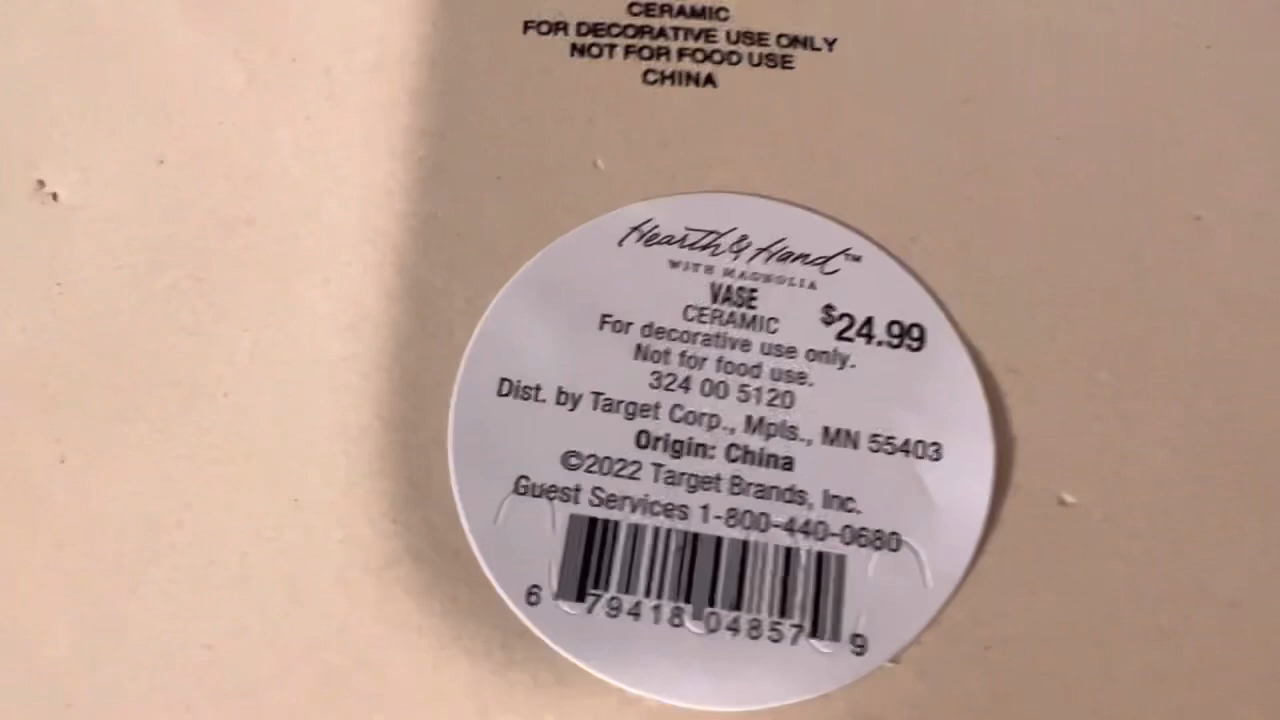 CERAMIC
FOR DECORATIVE USE ONLY
NOT FOR FOOD USE
CHINA
Hearth & Hand™
WITH MAGNOLIA
VASE
CERAMIC
$24.99
For decorative use only.
Not for food use.
324 00 5120
Dist. by Target Corp., Mpls., MN 55403
Origin: China
©2022 Target Brands, Inc.
Guest Services 1-800-440-0680
6 79418 04857 9